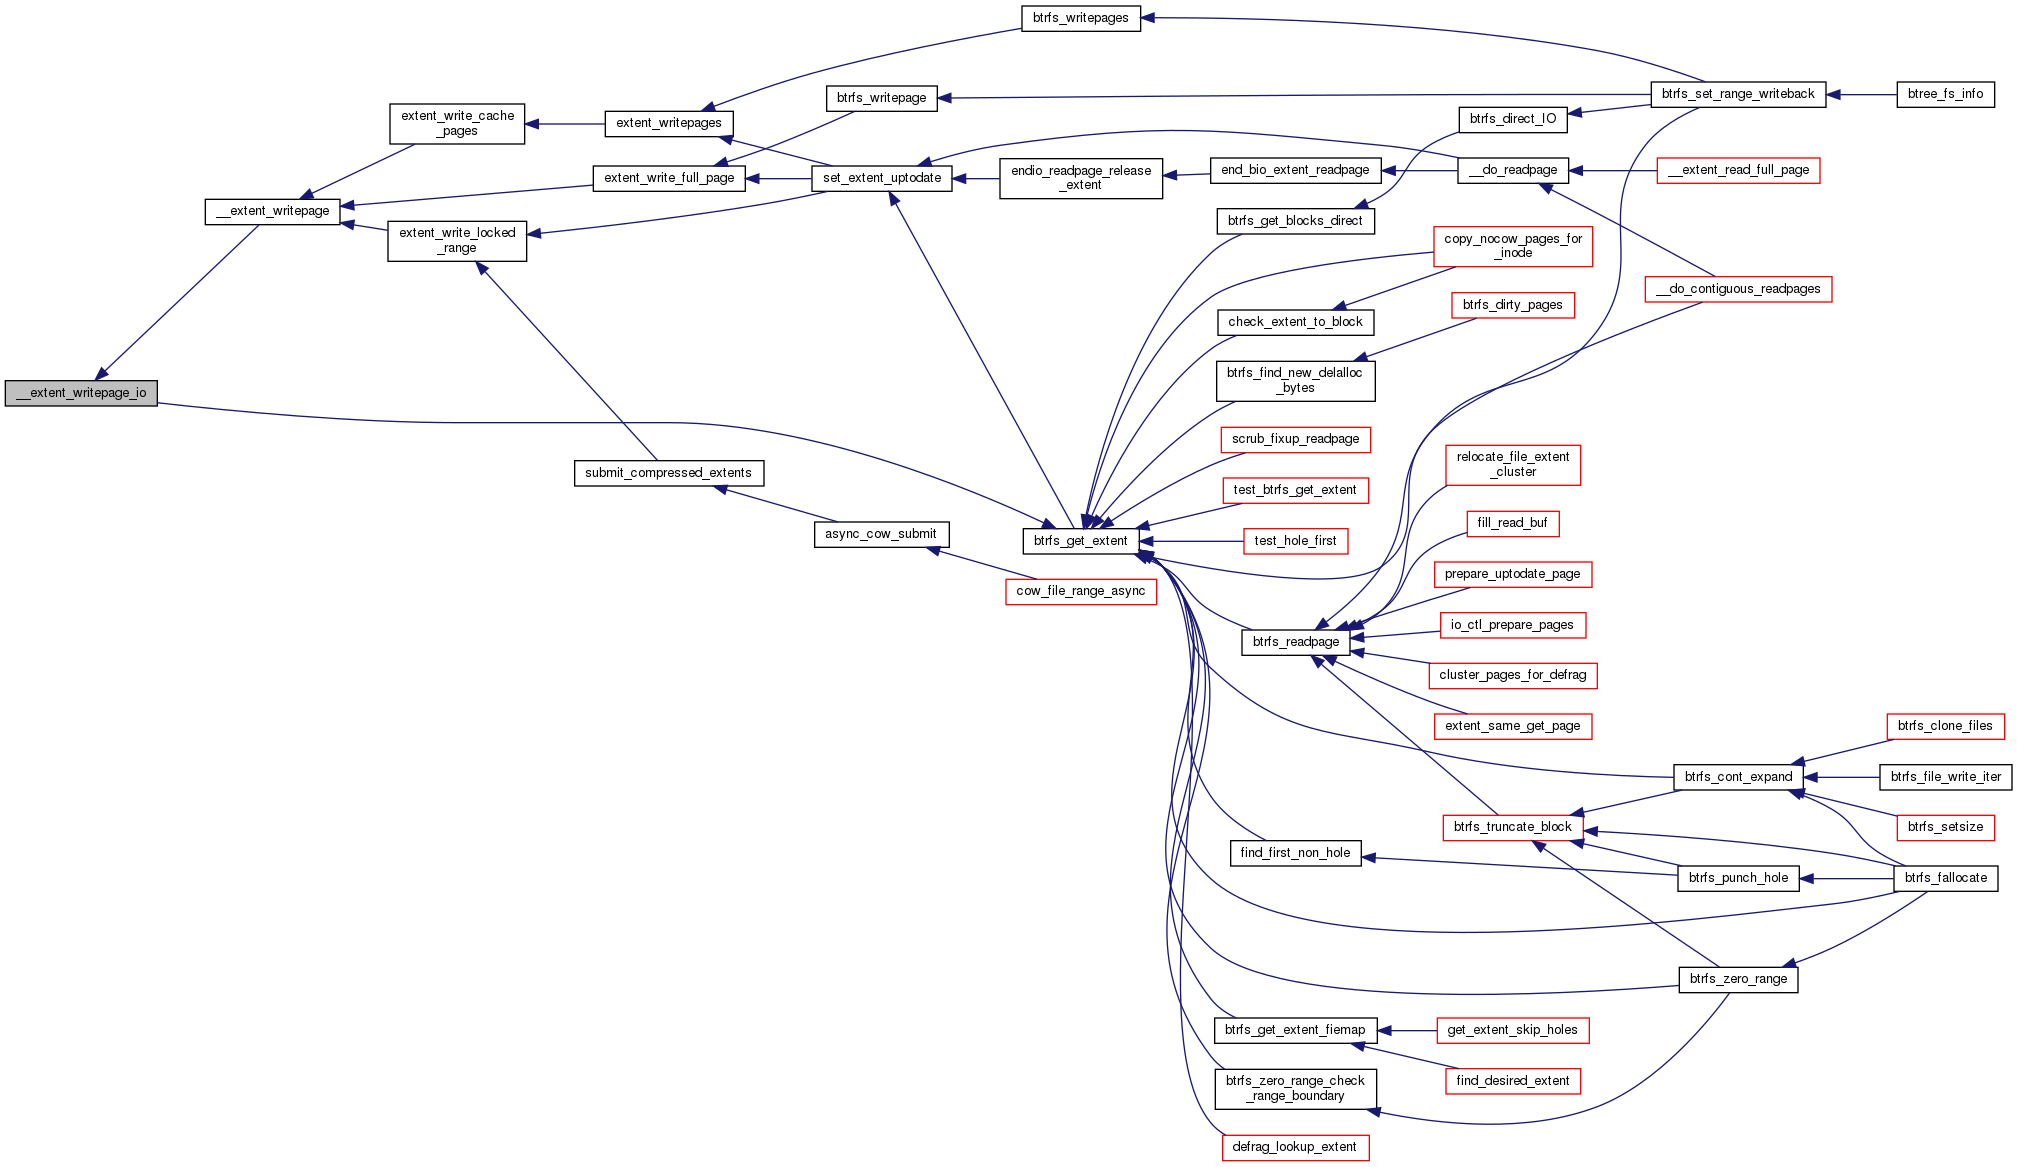 btrfs_writepages
btrfs_writepage
btrfs_set_range_writeback
btree_fs_info
extent_write_cache
_pages
extent_writepages
btrfs_direct_IO
extent_write_full_page
set_extent_uptodate
endio_readpage_release
_extent
end_bio_extent_readpage
__do_readpage
__extent_read_full_page
__extent_writepage
btrfs_get_blocks_direct
extent_write_locked
_range
copy_nocow_pages_for
_inode
__do_contiguous_readpages
btrfs_dirty_pages
check_extent_to_block
btrfs_find_new_delalloc
_bytes
__extent_writepage_io
scrub_fixup_readpage
relocate_file_extent
_cluster
submit_compressed_extents
test_btrfs_get_extent
fill_read_buf
async_cow_submit
btrfs_get_extent
test_hole_first
prepare_uptodate_page
cow_file_range_async
io_ctl_prepare_pages
btrfs_readpage
cluster_pages_for_defrag
extent_same_get_page
btrfs_clone_files
btrfs_cont_expand
btrfs_file_write_iter
btrfs_truncate_block
btrfs_setsize
find_first_non_hole
btrfs_punch_hole
btrfs_fallocate
btrfs_zero_range
btrfs_get_extent_fiemap
get_extent_skip_holes
find_desired_extent
btrfs_zero_range_check
_range_boundary
defrag_lookup_extent